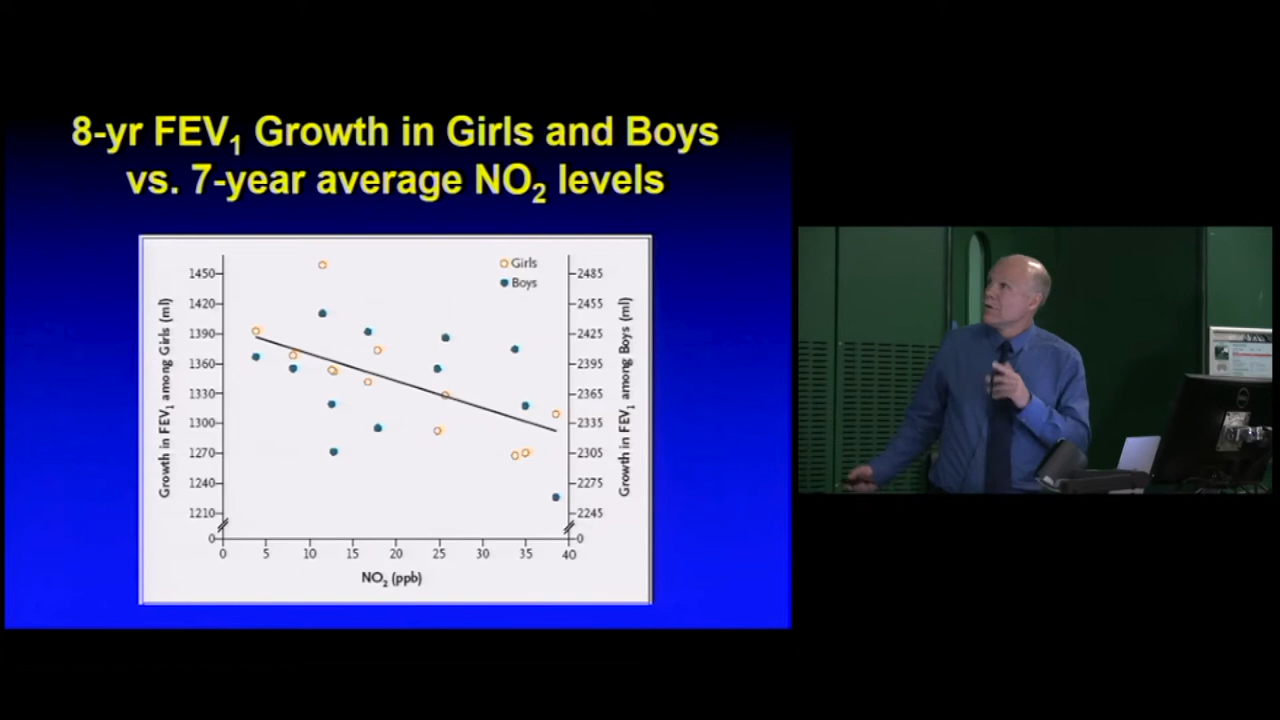 8-yr FEV₁ Growth in Girls and Boys
vs. 7-year average NO₂ levels
Girls
Boys
Growth in FEV₁ among Girls (ml)
1450
1420
1390
1360
1330
1300
1270
1240
1210
0
Growth in FEV₁ among Boys (ml)
2485
2455
2425
2395
2365
2335
2305
2275
2245
0
0 5 10 15 20 25 30 35 40
NO₂ (ppb)